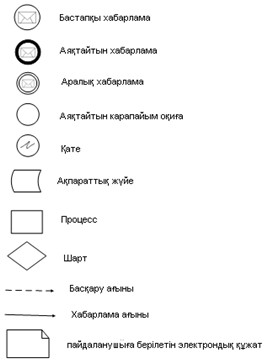 Бастапқы хабарлама
Аяқтайтын хабарлама
Аралық хабарлама
Аяқтайтын карапайым оқиға
Қате
Ақпараттық жүйе
Процесс
Шарт
Басқару ағыны
Хабарлама ағыны
пайдаланушыға берілетін электрондық құжат